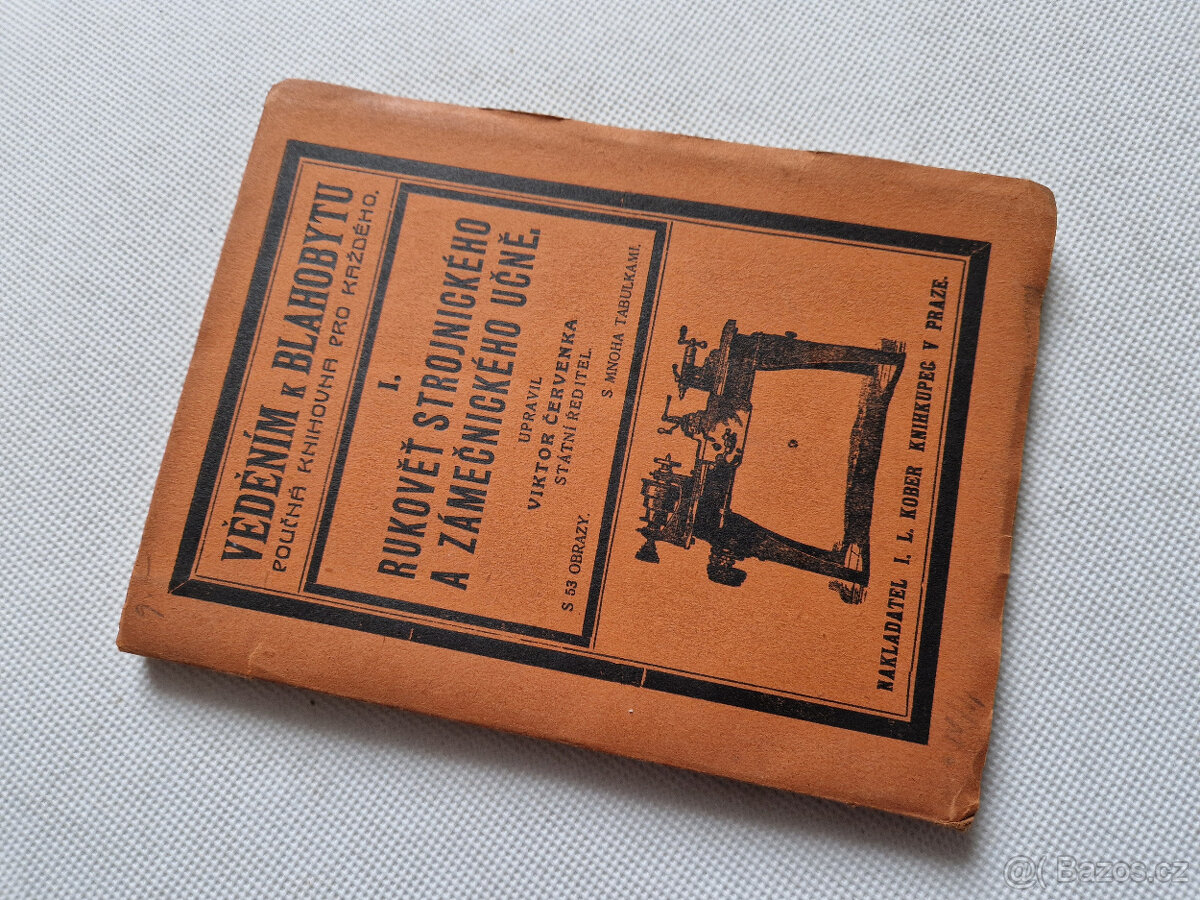 VĚDĚNÍM K BLAHOBYTU
POUČNÁ KNIHOVNA PRO KAŽDÉHO.
I.
RUKOVĚŤ STROJNICKÉHO
A ZÁMEČNICKÉHO UČNĚ.
UPRAVIL
VIKTOR ČERVENKA
STÁTNÍ ŘEDITEL.
S 53 OBRAZY.
S MNOHA TABULKAMI.
NAKLADATEL I. L. KOBER KNIHKUPEC V PRAZE.
@( Bazos.cz